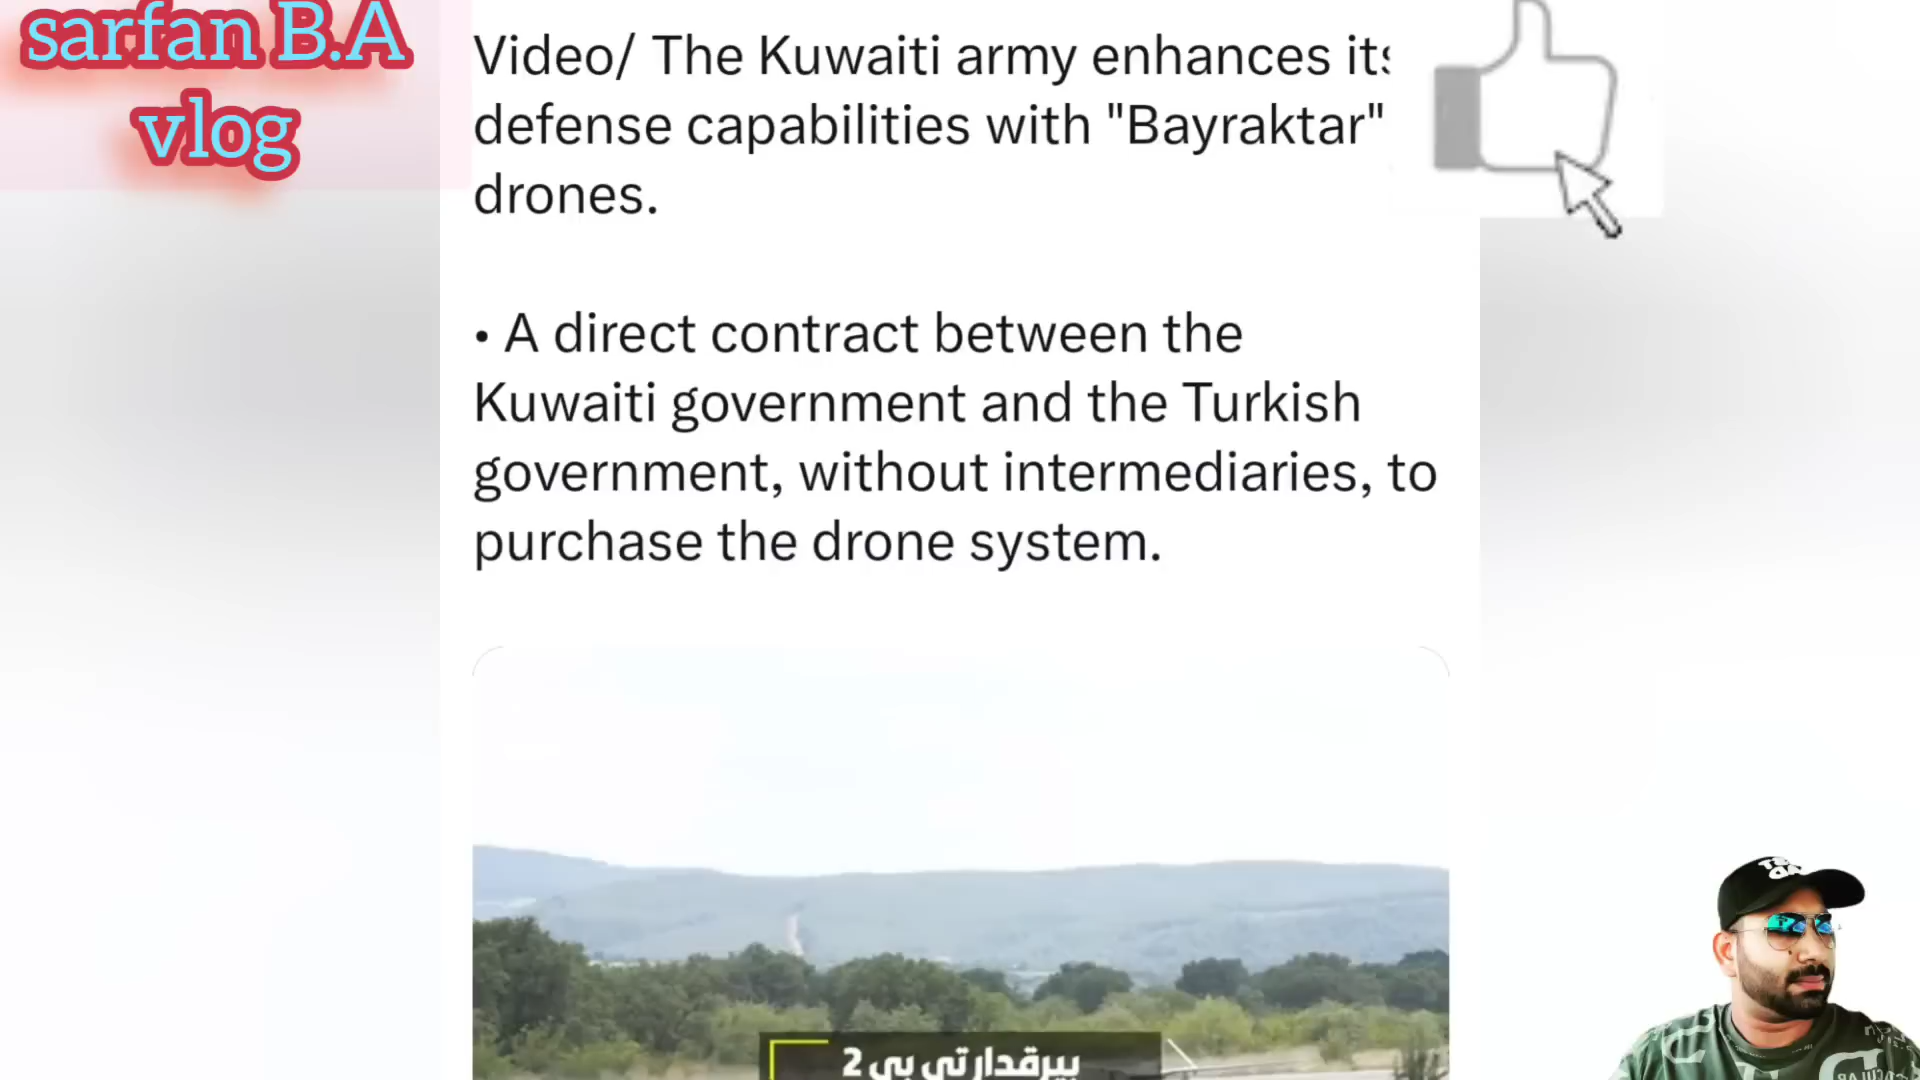 sarfan B.A
vlog
Video/ The Kuwaiti army enhances its
defense capabilities with "Bayraktar"
drones.
• A direct contract between the
Kuwaiti government and the Turkish
government, without intermediaries, to
purchase the drone system.
بيرقدار تي بي 2